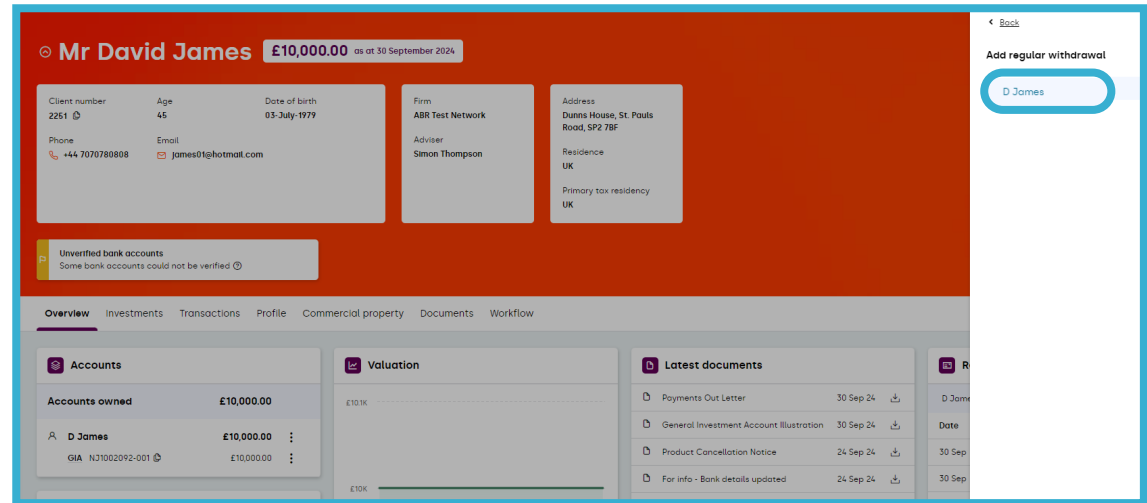 Mr David James £10,000.00 as at 30 September 2024
Client number Age Date of birth
2251 45 03-July-1979
Phone Email
+44 7070780808 james01@hotmail.com
Firm
ABR Test Network
Adviser
Simon Thompson
Address
Dunns House, St. Pauls
Road, SP2 7BF
Residence
UK
Primary tax residency
UK
Unverified bank accounts
Some bank accounts could not be verified
Overview Investments Transactions Profile Commercial property Documents Workflow
Accounts
Accounts owned £10,000.00
D James £10,000.00
GIA NJ1002092-001 £10,000.00
Valuation
£10.1K
£10K
Latest documents
Payments Out Letter 30 Sep 24
General Investment Account Illustration 30 Sep 24
Product Cancellation Notice 24 Sep 24
For info - Bank details updated 24 Sep 24
D Jame
Date
30 Sep
30 Sep
Back
Add regular withdrawal
D James